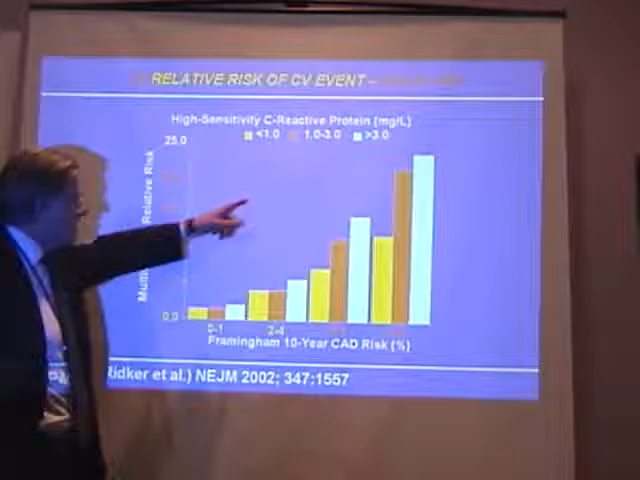 RELATIVE RISK OF CV EVENT –
High-Sensitivity C-Reactive Protein (mg/L)
<1.0 1.0-3.0 >3.0
25.0
Relative Risk
0.0
0-1 2-4
Framingham 10-Year CAD Risk (%)
Ridker et al.) NEJM 2002; 347:1557